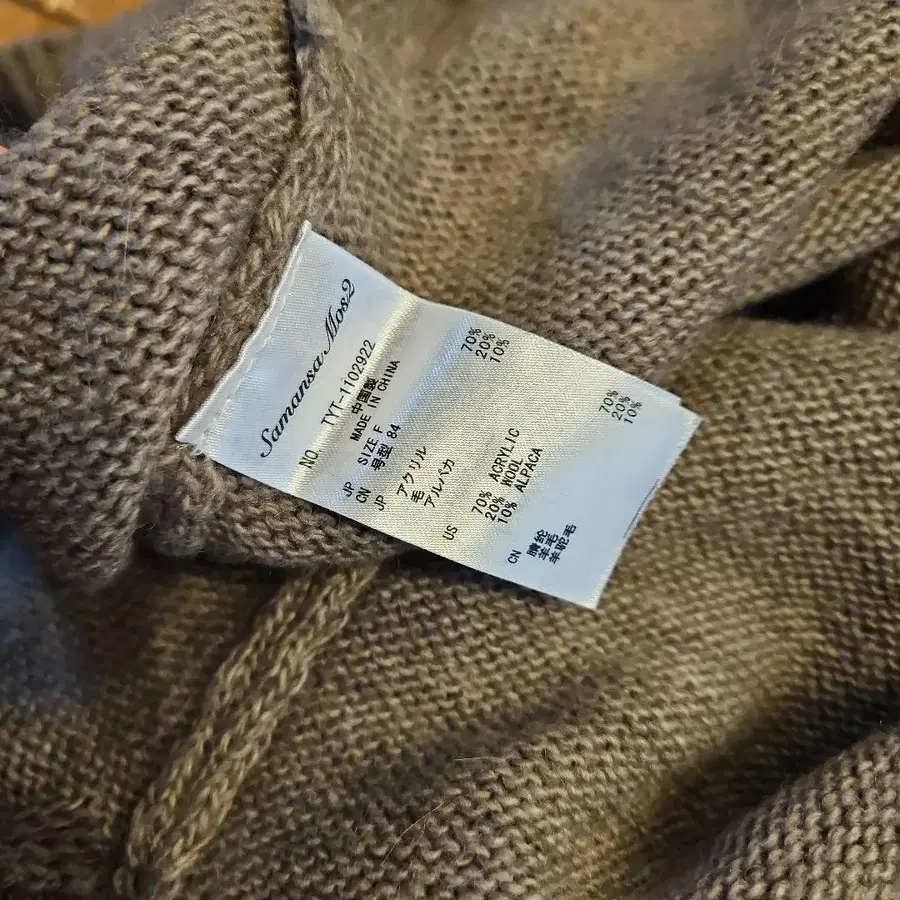 Samansa Mos2
NO. TYT-1102922
中国製
MADE IN CHINA
JP SIZE F
CN 号型 84
JP アクリル 70%
毛 20%
アルパカ 10%
US 70% ACRYLIC
20% WOOL
10% ALPACA
CN 腈纶 70%
羊毛 20%
羊驼毛 10%